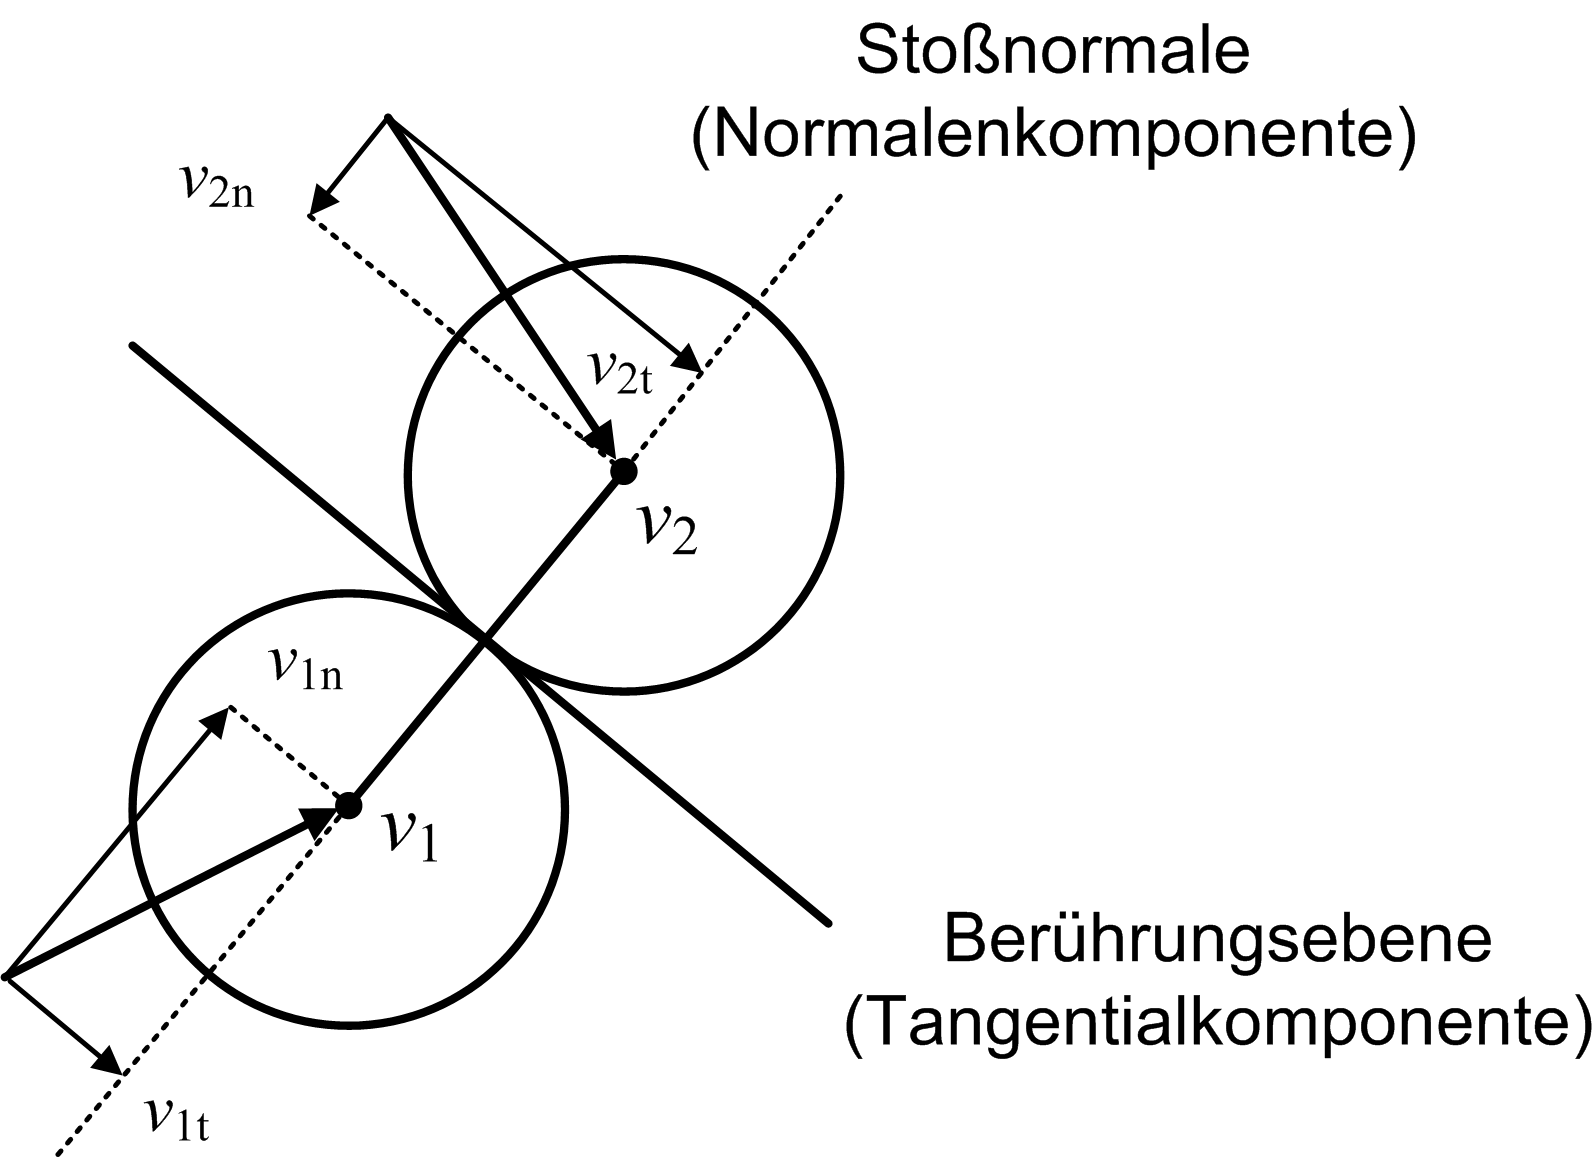 Stoßnormale
(Normalenkomponente)
v2n
v2t
v2
v1n
v1
Berührungsebene
(Tangentialkomponente)
v1t